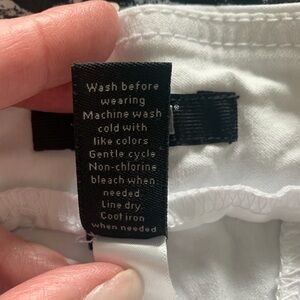 Wash before
wearing
Machine wash
cold with
like colors
Gentle cycle
Non-chlorine
bleach when
needed
Line dry
Cool iron
when needed